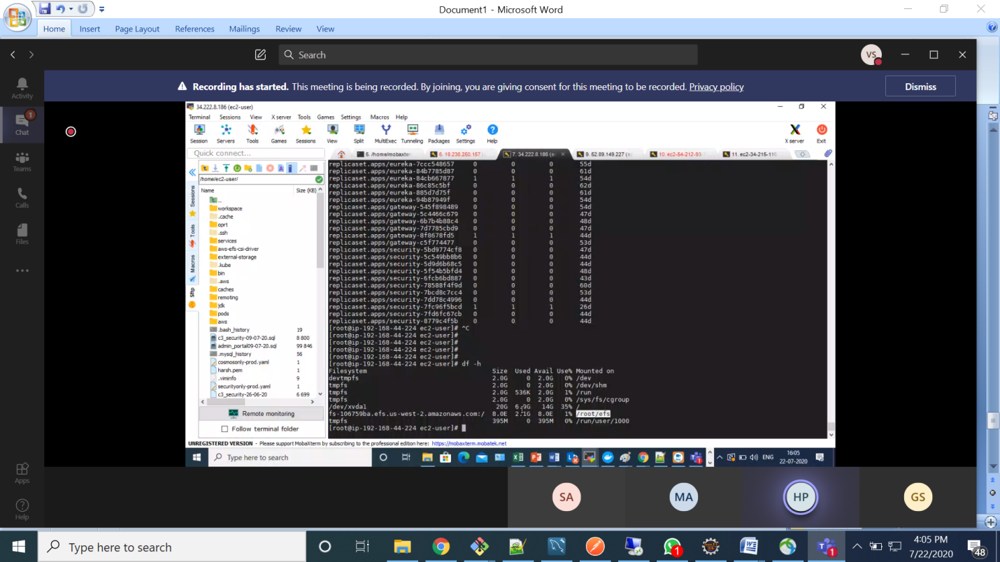 Document1 - Microsoft Word
Home Insert Page Layout References Mailings Review View
Search
VS
Activity
1
Chat
Teams
Calls
Files
Apps
Help
Recording has started. This meeting is being recorded. By joining, you are giving consent for this meeting to be recorded. Privacy policy
Dismiss
34.222.8.186 (ec2-user)
Terminal Sessions View X server Tools Games Settings Macros Help
Session Servers Tools Games Sessions View Split MultiExec Tunneling Packages Settings Help X server Exit
Quick connect...
5. /home/mobaxter 6. 18.236.250.157 7. 34.222.8.186 (ec 9. 52.89.149.227 (e 10. ec2-54-212-93- 11. ec2-34-215-116
/home/ec2-user/
Name Size (KB)
..
workspace
.cache
oprt
.ssh
services
aws-efs-csi-driver
external-storage
.kube
bin
.aws
caches
remoting
jdk
pods
aws
.bash_history 19
c3_security-09-07-20.sql 8 800
admin_portal09-07-20.sql 99 846
.mysql_history 56
cosmosonly-prod.yaml 1
harsh.pem 1
.viminfo 9
securityonly-prod.yaml 1
c3_security-26-06-20 6 699
Sessions
Tools
Macros
Sftp
Remote monitoring
Follow terminal folder
replicaset.apps/eureka-7ccc548657 0 0 0 55d
replicaset.apps/eureka-84b7785d87 0 0 0 61d
replicaset.apps/eureka-84cb667877 1 1 1 54d
replicaset.apps/eureka-86c85c5bf 0 0 0 62d
replicaset.apps/eureka-885d7d75f 0 0 0 61d
replicaset.apps/eureka-94b87949f 0 0 0 54d
replicaset.apps/gateway-545f898489 0 0 0 54d
replicaset.apps/gateway-5c4466c679 0 0 0 47d
replicaset.apps/gateway-6b7b4b88c4 0 0 0 48d
replicaset.apps/gateway-7d7785cbd9 0 0 0 47d
replicaset.apps/gateway-8f8678fd5 1 1 1 44d
replicaset.apps/gateway-c5f774477 0 0 0 53d
replicaset.apps/security-5bd9774cf8 0 0 0 47d
replicaset.apps/security-5c549bb8b6 0 0 0 44d
replicaset.apps/security-5d9d6b68c5 0 0 0 44d
replicaset.apps/security-5f54b5bfd4 0 0 0 48d
replicaset.apps/security-6fcb6bd887 0 0 0 43d
replicaset.apps/security-78588f4f9d 0 0 0 60d
replicaset.apps/security-7bcd8c7cc4 0 0 0 53d
replicaset.apps/security-7dd78c4996 0 0 0 44d
replicaset.apps/security-7fc96f5bcd 1 1 1 26d
replicaset.apps/security-7fd6fc67cb 0 0 0 44d
replicaset.apps/security-8779c4f5b 0 0 0 44d
[root@ip-192-168-44-224 ec2-user]# ^C
[root@ip-192-168-44-224 ec2-user]#
[root@ip-192-168-44-224 ec2-user]#
[root@ip-192-168-44-224 ec2-user]#
[root@ip-192-168-44-224 ec2-user]#
[root@ip-192-168-44-224 ec2-user]# df -h
Filesystem Size Used Avail Use% Mounted on
devtmpfs 2.0G 0 2.0G 0% /dev
tmpfs 2.0G 0 2.0G 0% /dev/shm
tmpfs 2.0G 536K 2.0G 1% /run
tmpfs 2.0G 0 2.0G 0% /sys/fs/cgroup
/dev/xvda1 20G 6.9G 14G 35% /
fs-106759ba.efs.us-west-2.amazonaws.com:/ 8.0E 2.1G 8.0E 1% /root/efs
tmpfs 395M 0 395M 0% /run/user/1000
[root@ip-192-168-44-224 ec2-user]#
UNREGISTERED VERSION - Please support MobaXterm by subscribing to the professional edition here: https://mobaxterm.mobatek.net
Type here to search
ENG
16:05
22-07-2020
SA
MA
HP
GS
Type here to search
1
1
4:05 PM
7/22/2020
48